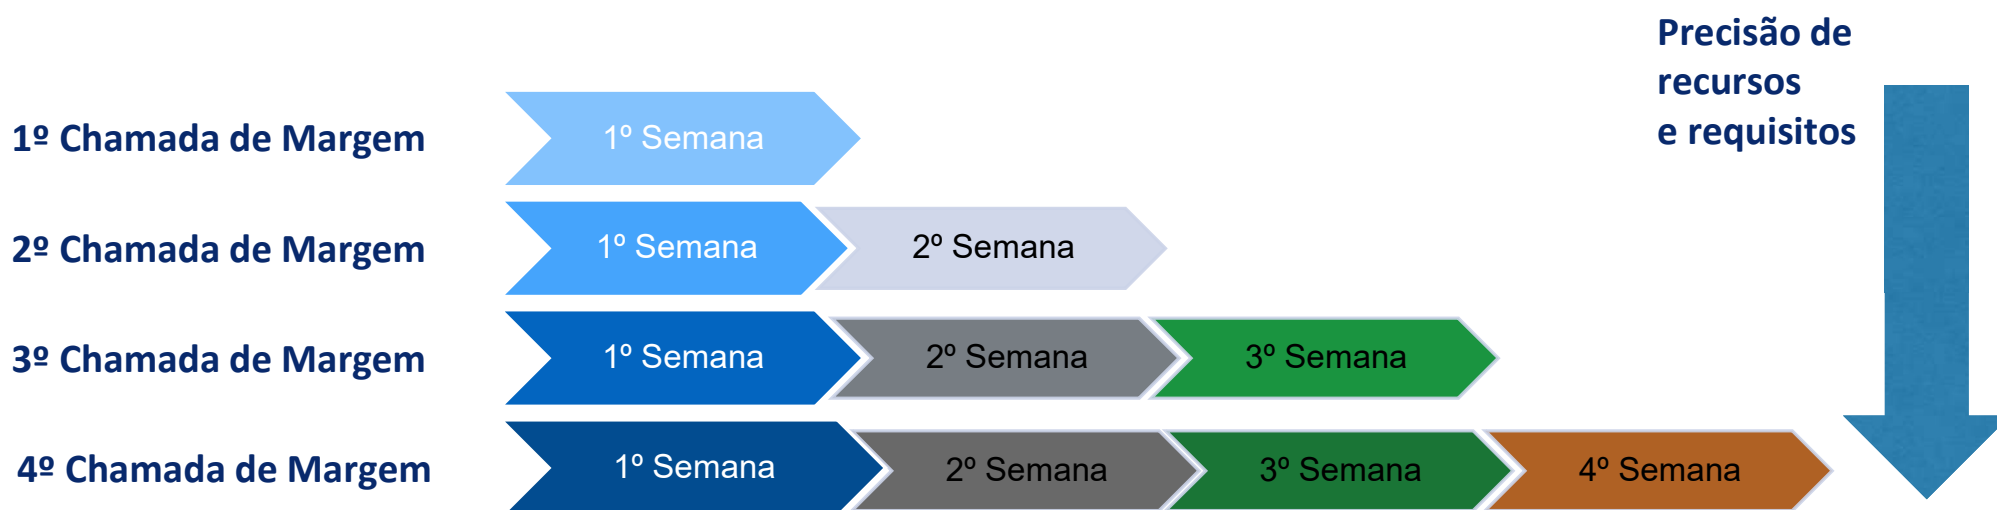 Precisão de
recursos
e requisitos
1º Chamada de Margem
1º Semana
2º Chamada de Margem
1º Semana
2º Semana
3º Chamada de Margem
1º Semana
2º Semana
3º Semana
4º Chamada de Margem
1º Semana
2º Semana
3º Semana
4º Semana